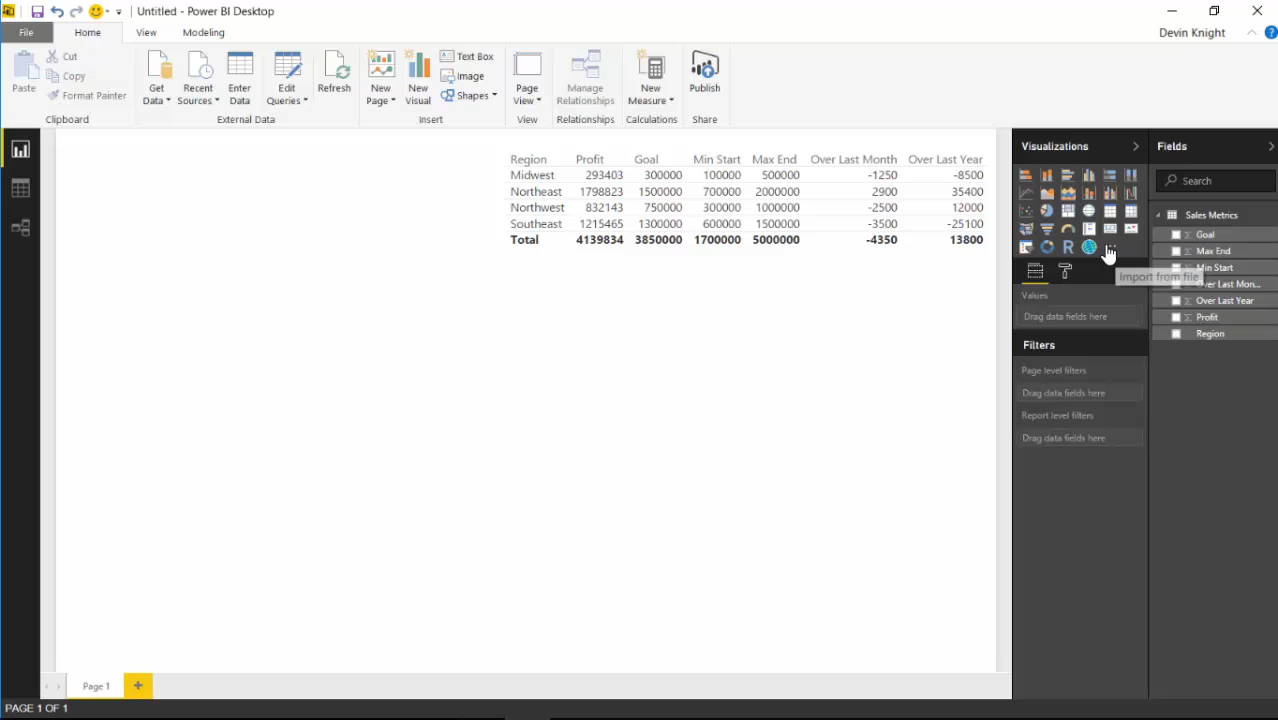 Untitled - Power BI Desktop
File Home View Modeling Devin Knight
Paste Cut Copy Format Painter
Clipboard
Get Data Recent Sources Enter Data Edit Queries Refresh
External Data
New Page New Visual Text Box Image Shapes
Insert
Page View
View
Manage Relationships
Relationships
New Measure
Calculations
Publish
Share
Region Profit Goal Min Start Max End Over Last Month Over Last Year
Midwest 293403 300000 100000 500000 -1250 -8500
Northeast 1798823 1500000 700000 2000000 2900 35400
Northwest 832143 750000 300000 1000000 -2500 12000
Southeast 1215465 1300000 600000 1500000 -3500 -25100
Total 4139834 3850000 1700000 5000000 -4350 13800
Visualizations
R
Import from file
Values
Drag data fields here
Filters
Page level filters
Drag data fields here
Report level filters
Drag data fields here
Fields
Search
Sales Metrics
Σ Goal
Σ Max End
Min Start
Over Last Mon...
Σ Over Last Year
Σ Profit
Region
Page 1 +
PAGE 1 OF 1